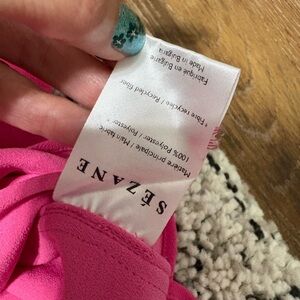 SÉZANE
Matière principale / Main fabric
100% Polyester / Polyester *
* Fibre recyclée / Recycled fiber
Fabriqué en Bulgarie
Made in Bulgaria